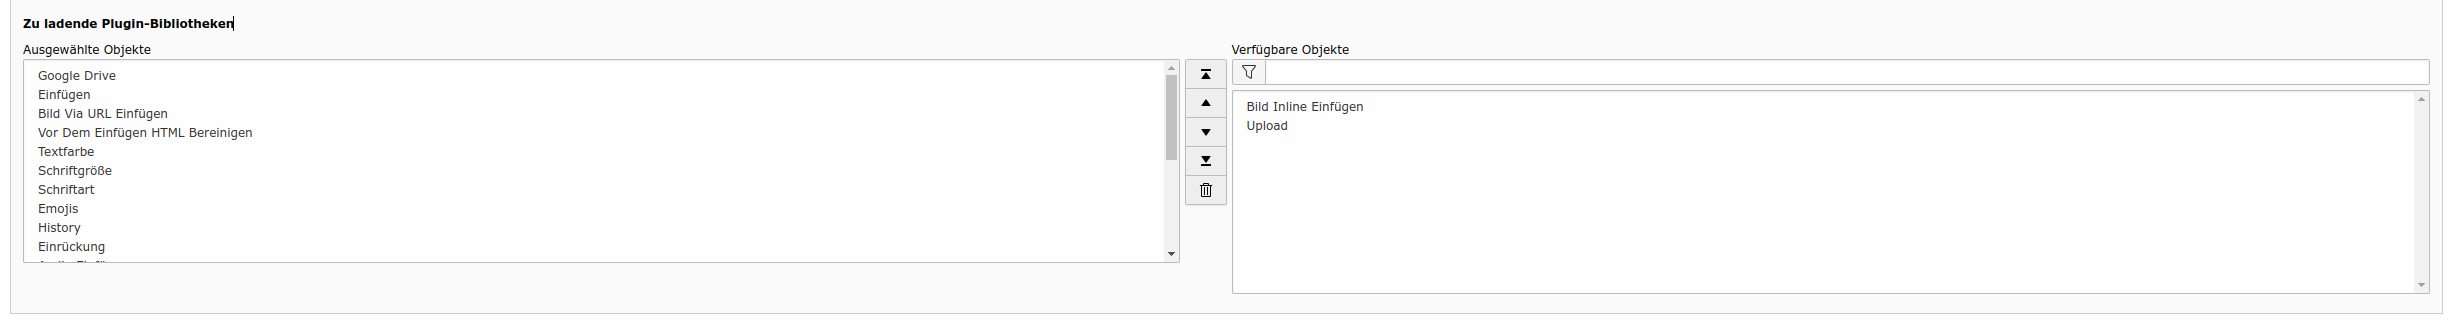 Zu ladende Plugin-Bibliotheken
Ausgewählte Objekte
Google Drive
Einfügen
Bild Via URL Einfügen
Vor Dem Einfügen HTML Bereinigen
Textfarbe
Schriftgröße
Schriftart
Emojis
History
Einrückung
Verfügbare Objekte
Bild Inline Einfügen
Upload